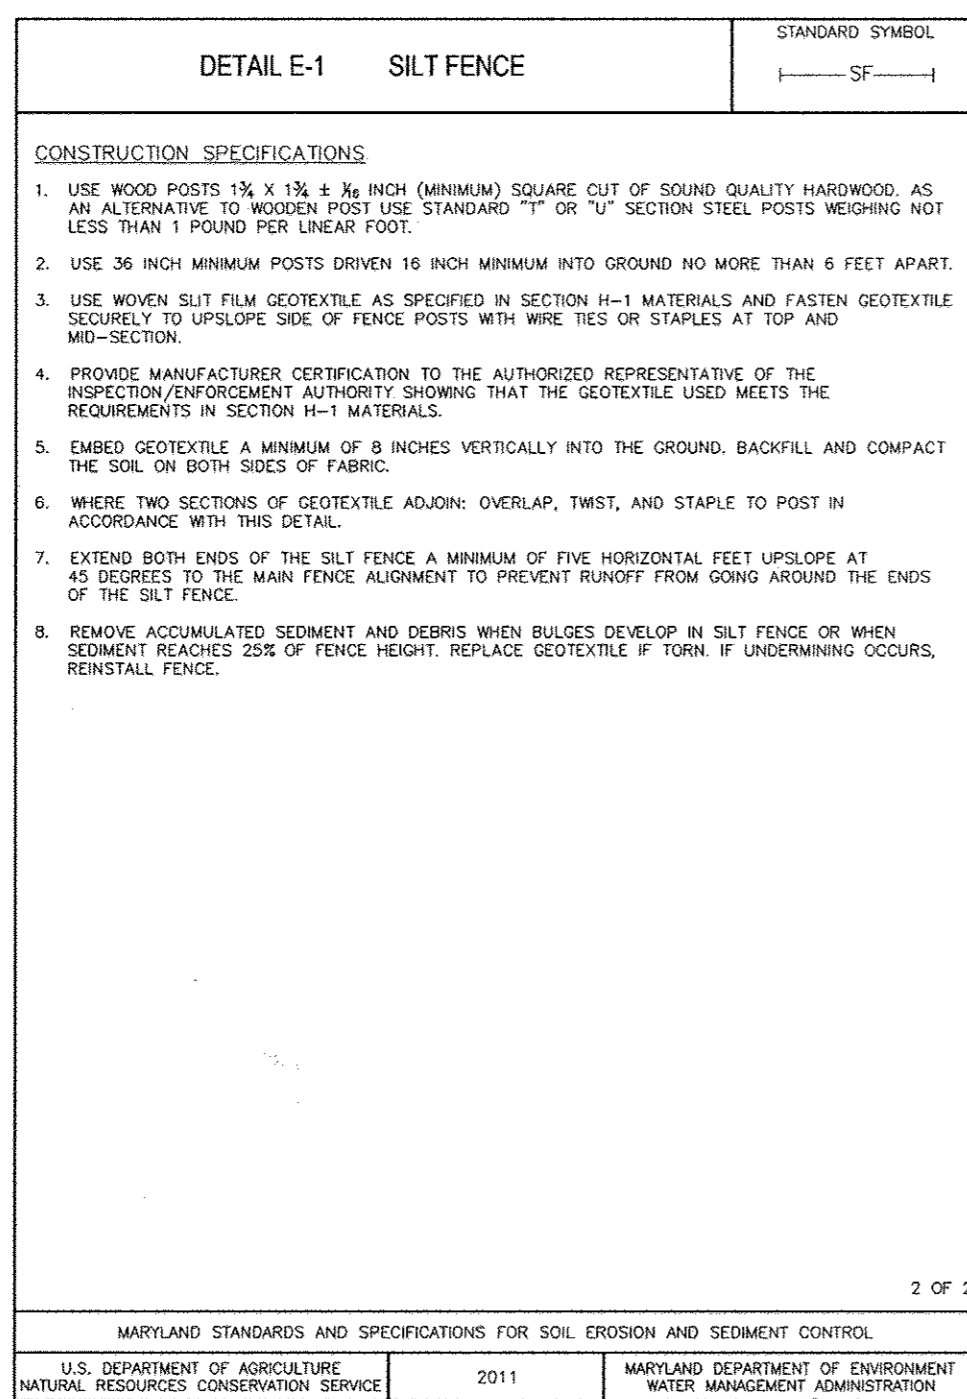 DETAIL E-1 SILT FENCE
STANDARD SYMBOL
SF
CONSTRUCTION SPECIFICATIONS
1. USE WOOD POSTS 1¾ X 1¾ ± 1/16 INCH (MINIMUM) SQUARE CUT OF SOUND QUALITY HARDWOOD. AS
AN ALTERNATIVE TO WOODEN POST USE STANDARD "T" OR "U" SECTION STEEL POSTS WEIGHING NOT
LESS THAN 1 POUND PER LINEAR FOOT.
2. USE 36 INCH MINIMUM POSTS DRIVEN 16 INCH MINIMUM INTO GROUND NO MORE THAN 6 FEET APART.
3. USE WOVEN SLIT FILM GEOTEXTILE AS SPECIFIED IN SECTION H-1 MATERIALS AND FASTEN GEOTEXTILE
SECURELY TO UPSLOPE SIDE OF FENCE POSTS WITH WIRE TIES OR STAPLES AT TOP AND
MID-SECTION.
4. PROVIDE MANUFACTURER CERTIFICATION TO THE AUTHORIZED REPRESENTATIVE OF THE
INSPECTION/ENFORCEMENT AUTHORITY SHOWING THAT THE GEOTEXTILE USED MEETS THE
REQUIREMENTS IN SECTION H-1 MATERIALS.
5. EMBED GEOTEXTILE A MINIMUM OF 8 INCHES VERTICALLY INTO THE GROUND. BACKFILL AND COMPACT
THE SOIL ON BOTH SIDES OF FABRIC.
6. WHERE TWO SECTIONS OF GEOTEXTILE ADJOIN: OVERLAP, TWIST, AND STAPLE TO POST IN
ACCORDANCE WITH THIS DETAIL.
7. EXTEND BOTH ENDS OF THE SILT FENCE A MINIMUM OF FIVE HORIZONTAL FEET UPSLOPE AT
45 DEGREES TO THE MAIN FENCE ALIGNMENT TO PREVENT RUNOFF FROM GOING AROUND THE ENDS
OF THE SILT FENCE.
8. REMOVE ACCUMULATED SEDIMENT AND DEBRIS WHEN BULGES DEVELOP IN SILT FENCE OR WHEN
SEDIMENT REACHES 25% OF FENCE HEIGHT. REPLACE GEOTEXTILE IF TORN. IF UNDERMINING OCCURS,
REINSTALL FENCE.
2 OF 2
MARYLAND STANDARDS AND SPECIFICATIONS FOR SOIL EROSION AND SEDIMENT CONTROL
U.S. DEPARTMENT OF AGRICULTURE
NATURAL RESOURCES CONSERVATION SERVICE
2011
MARYLAND DEPARTMENT OF ENVIRONMENT
WATER MANAGEMENT ADMINISTRATION